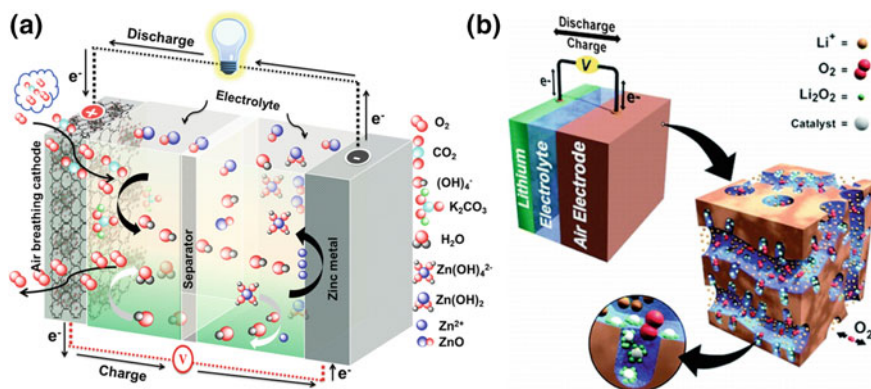 (a)
Discharge
e-
e-
Electrolyte
+
-
Air breathing cathode
Separator
Zinc metal
e-
V
e-
Charge
O2
CO2
(OH)4-
K2CO3
H2O
Zn(OH)4 2-
Zn(OH)2
Zn2+
ZnO
(b)
Discharge
Charge
V
e-
e-
Lithium
Electrolyte
Air Electrode
Li+ =
O2 =
Li2O2 =
Catalyst =
O2